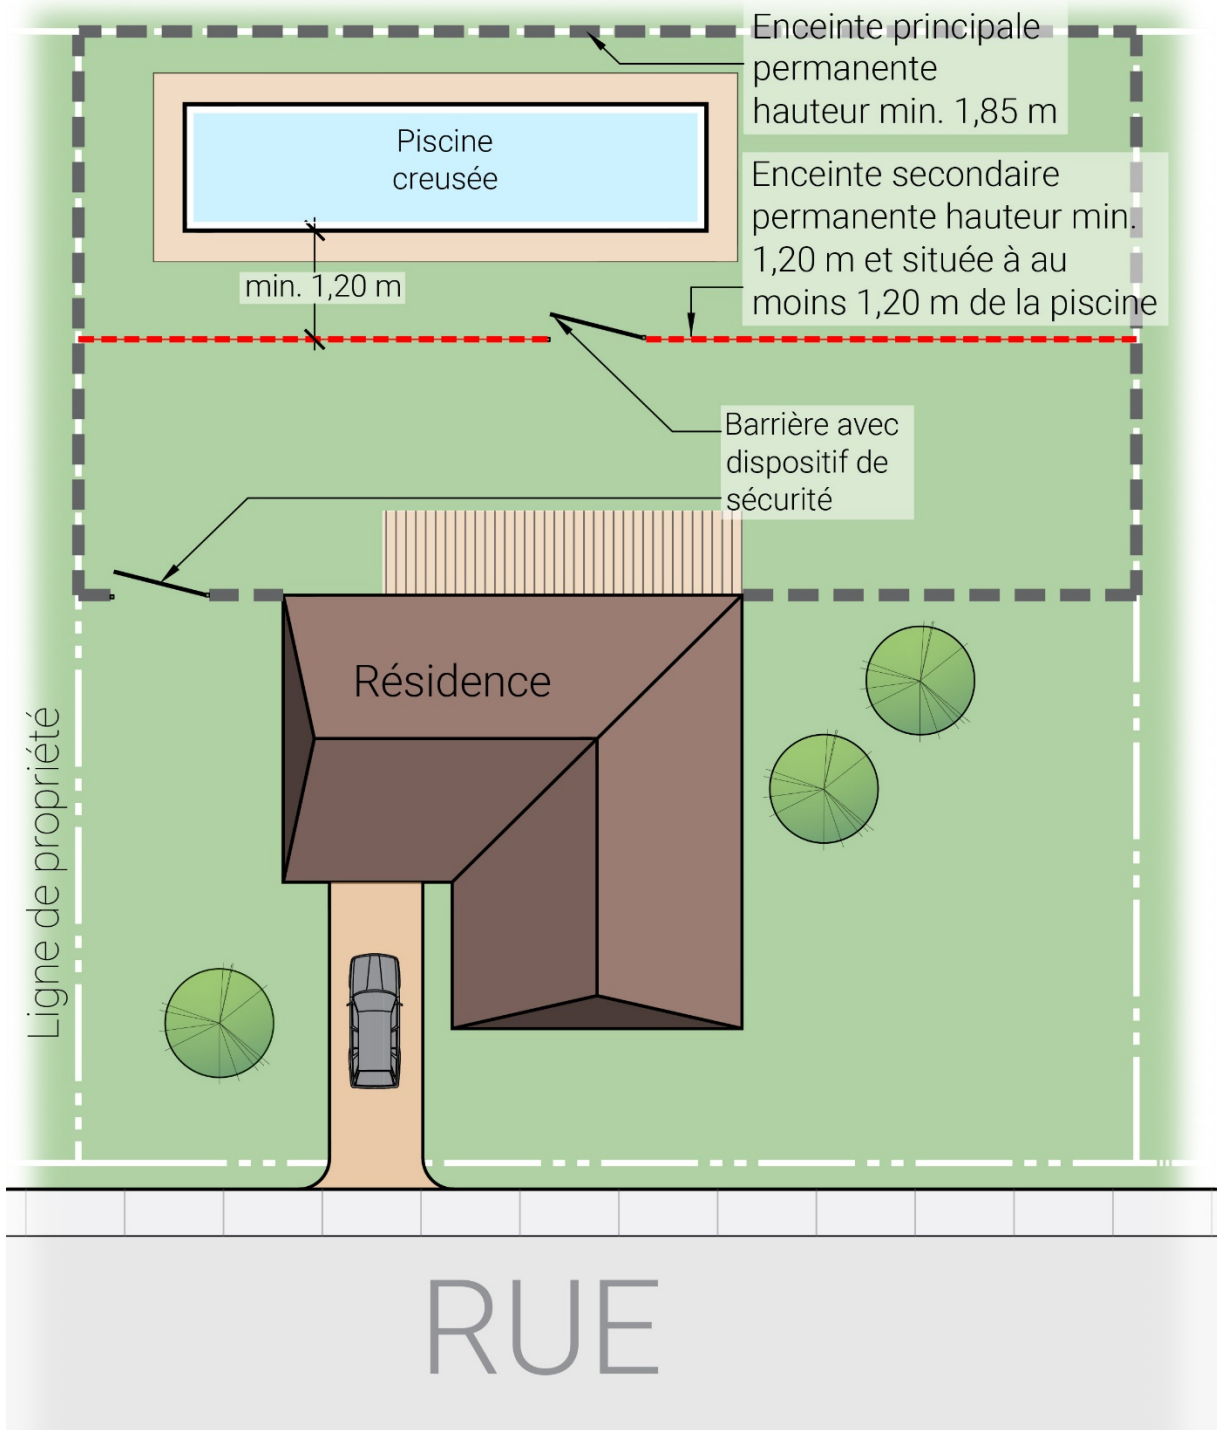 Enceinte principale
permanente
hauteur min. 1,85 m
Piscine
creusée
Enceinte secondaire
permanente hauteur min.
1,20 m et située à au
moins 1,20 m de la piscine
min. 1,20 m
Barrière avec
dispositif de
sécurité
Résidence
Ligne de propriété
RUE